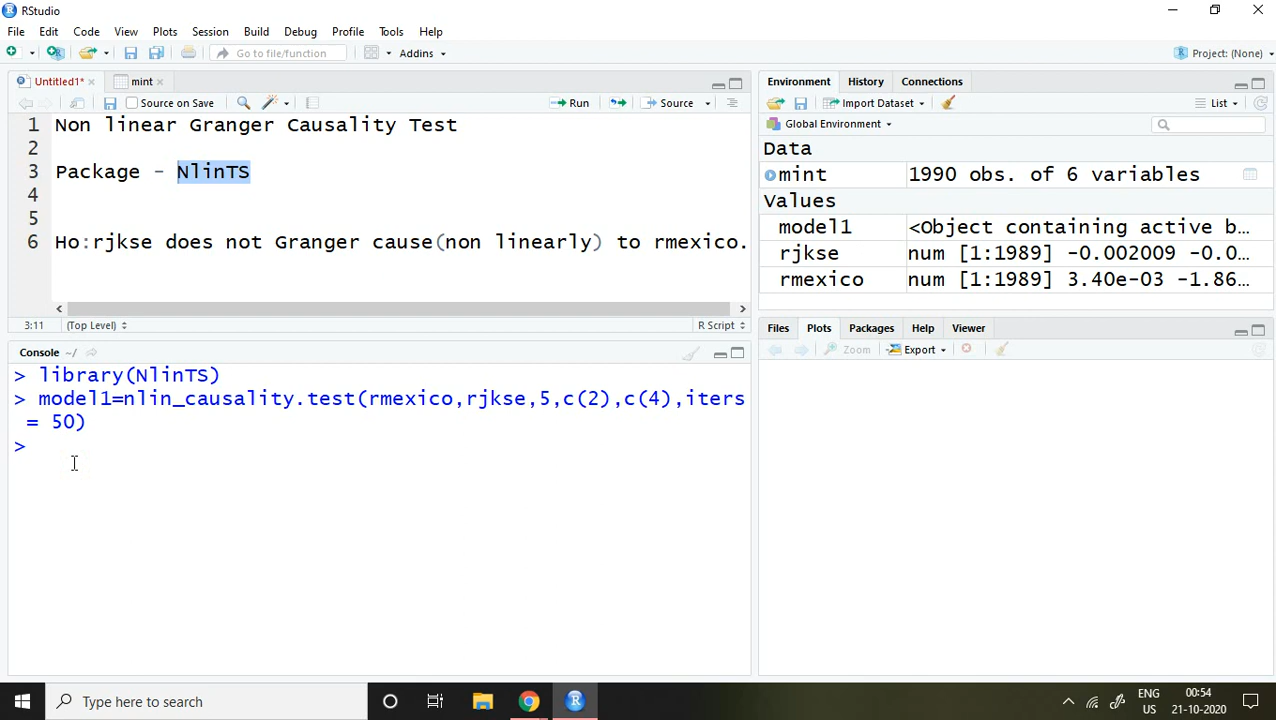 RStudio
File Edit Code View Plots Session Build Debug Profile Tools Help
Go to file/function Addins Project: (None)
Untitled1* mint
Source on Save Run Source
1 Non linear Granger Causality Test
2
3 Package - NlinTS
4
5
6 Ho:rjkse does not Granger cause(non linearly) to rmexico.
3:11 (Top Level) R Script
Console ~/
> library(NlinTS)
> model1=nlin_causality.test(rmexico,rjkse,5,c(2),c(4),iters
= 50)
>
Environment History Connections
Import Dataset List
Global Environment
Data
mint 1990 obs. of 6 variables
Values
model1 <Object containing active b…
rjkse num [1:1989] -0.002009 -0.0…
rmexico num [1:1989] 3.40e-03 -1.86…
Files Plots Packages Help Viewer
Zoom Export
Type here to search
ENG 00:54
US 21-10-2020